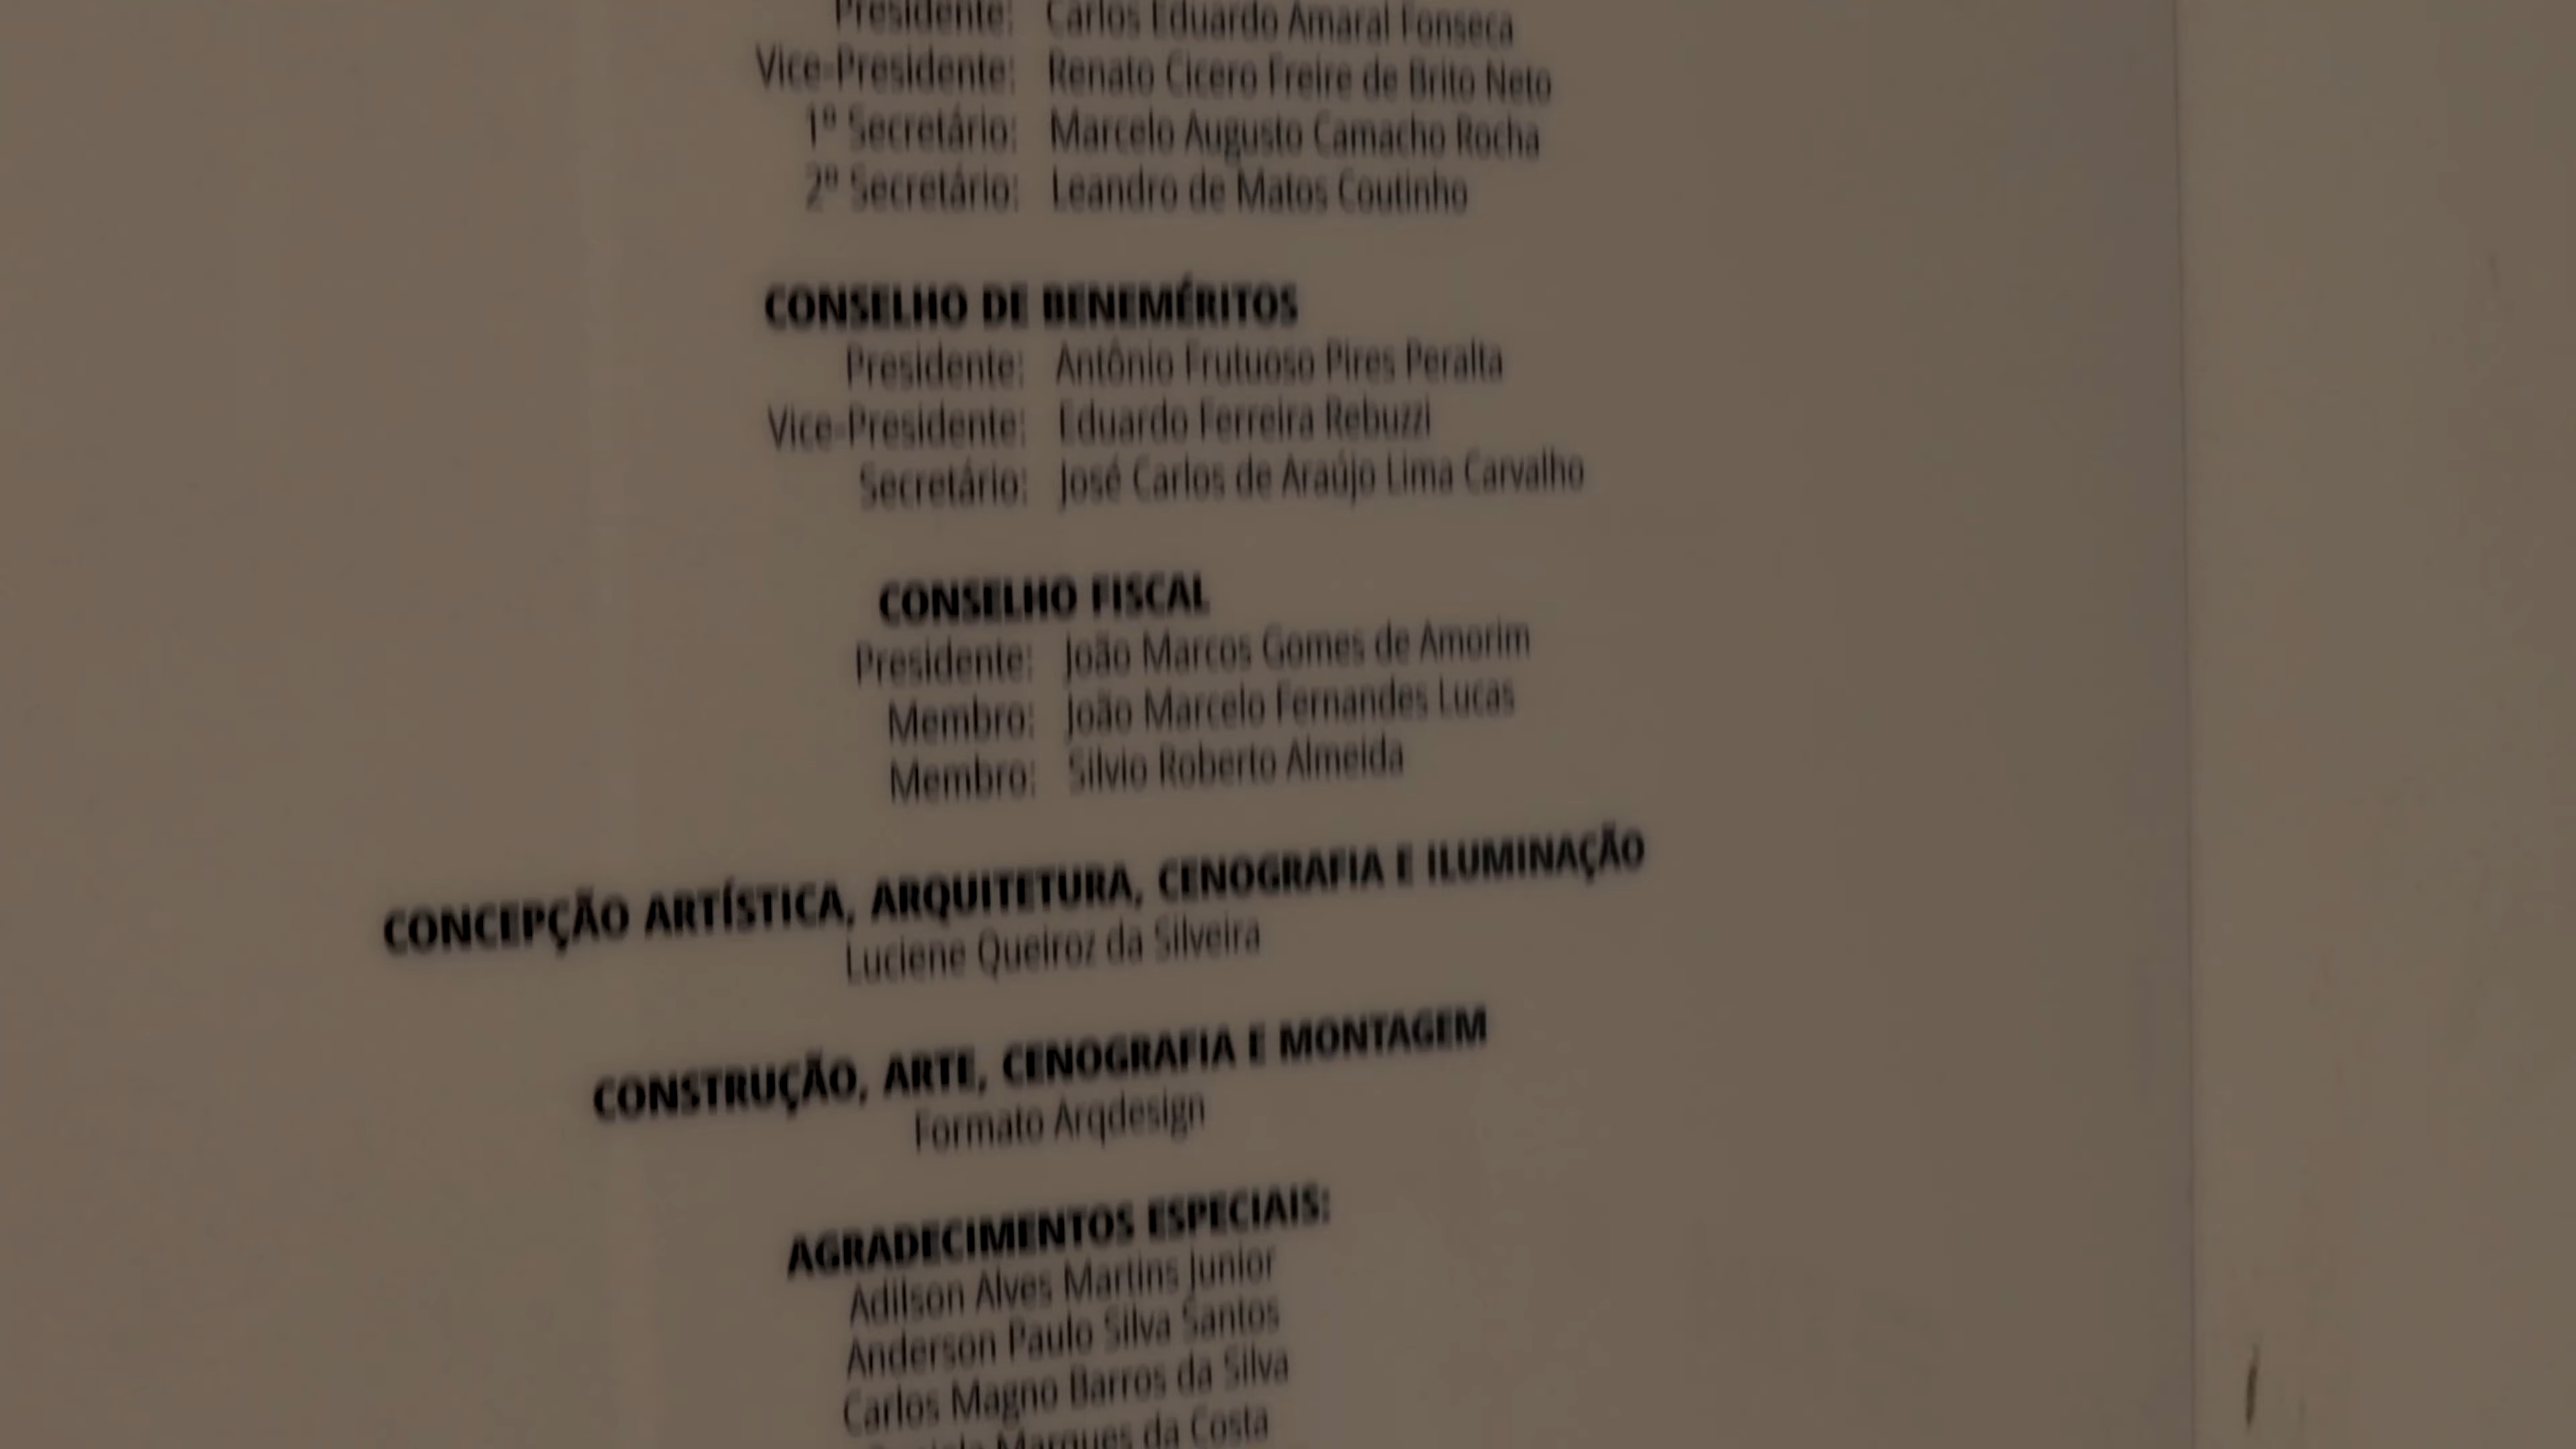 Presidente: Carlos Eduardo Amaral Fonseca
Vice-Presidente: Renato Cicero Freire de Brito Neto
1º Secretário: Marcelo Augusto Camacho Rocha
2º Secretário: Leandro de Matos Coutinho
CONSELHO DE BENEMÉRITOS
Presidente: Antônio Frutuoso Pires Peralta
Vice-Presidente: Eduardo Ferreira Rebuzzi
Secretário: José Carlos de Araújo Lima Carvalho
CONSELHO FISCAL
Presidente: João Marcos Gomes de Amorim
Membro: João Marcelo Fernandes Lucas
Membro: Silvio Roberto Almeida
CONCEPÇÃO ARTÍSTICA, ARQUITETURA, CENOGRAFIA E ILUMINAÇÃO
Luciene Queiroz da Silveira
CONSTRUÇÃO, ARTE, CENOGRAFIA E MONTAGEM
Formato Arqdesign
AGRADECIMENTOS ESPECIAIS:
Adilson Alves Martins Junior
Anderson Paulo Silva Santos
Carlos Magno Barros da Silva
Marques da Costa